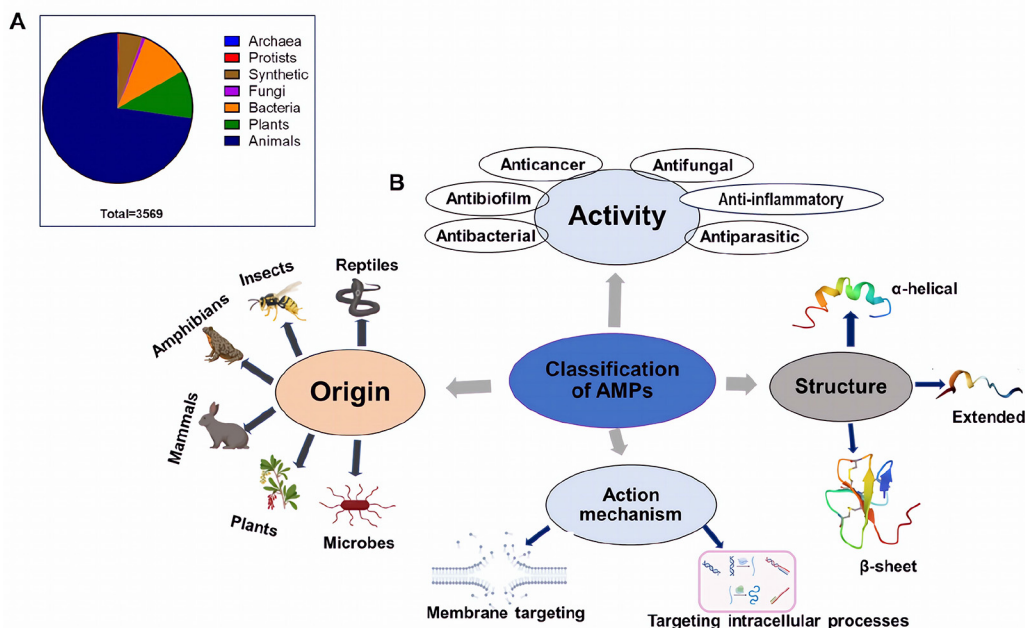 A
Archaea
Protists
Synthetic
Fungi
Bacteria
Plants
Animals
Total=3569
B
Anticancer
Antifungal
Antibiofilm
Anti-inflammatory
Activity
Antibacterial
Antiparasitic
Reptiles
Insects
Amphibians
Mammals
Plants
Microbes
Origin
Classification
of AMPs
Structure
α-helical
Extended
β-sheet
Action
mechanism
Membrane targeting
Targeting intracellular processes